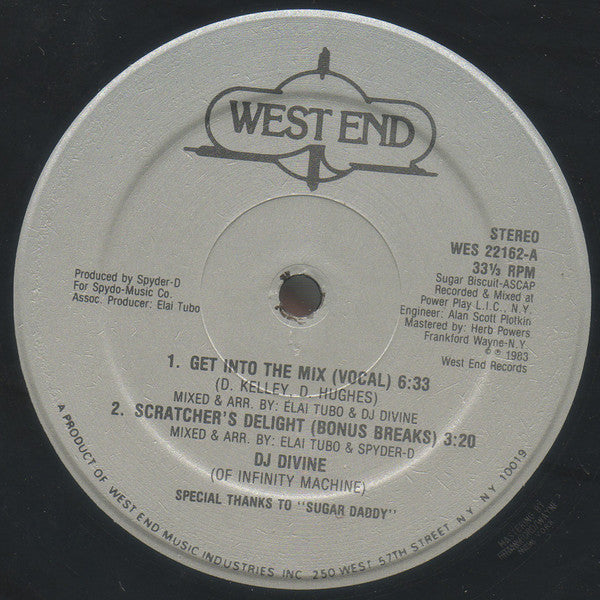 WEST END
STEREO
WES 22162-A
33⅓ RPM
Sugar Biscuit-ASCAP
Recorded & Mixed at
Power Play L.I.C., N.Y.
Engineer: Alan Scott Plotkin
Mastered by: Herb Powers
Frankford Wayne-N.Y.
© ℗ 1983
West End Records
Produced by Spyder-D
For Spydo-Music Co.
Assoc. Producer: Elai Tubo
1. GET INTO THE MIX (VOCAL) 6:33
(D. KELLEY, D. HUGHES)
MIXED & ARR. BY: ELAI TUBO & DJ DIVINE
2. SCRATCHER'S DELIGHT (BONUS BREAKS) 3:20
MIXED & ARR. BY: ELAI TUBO & SPYDER-D
DJ DIVINE
(OF INFINITY MACHINE)
SPECIAL THANKS TO "SUGAR DADDY"
A PRODUCT OF WEST END MUSIC INDUSTRIES INC. 250 WEST 57TH STREET, N.Y. N.Y. 10019